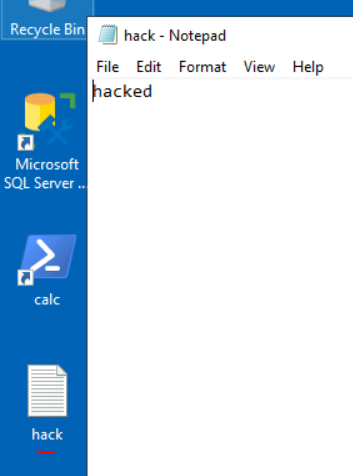 Recycle Bin
hack - Notepad
File Edit Format View Help
hacked
Microsoft
SQL Server ...
calc
hack